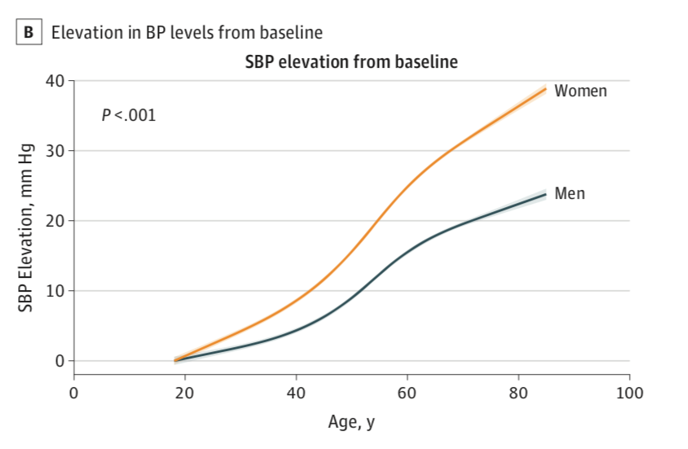 B Elevation in BP levels from baseline
SBP elevation from baseline
40
30
20
10
0
SBP Elevation, mm Hg
P <.001
Women
Men
0 20 40 60 80 100
Age, y